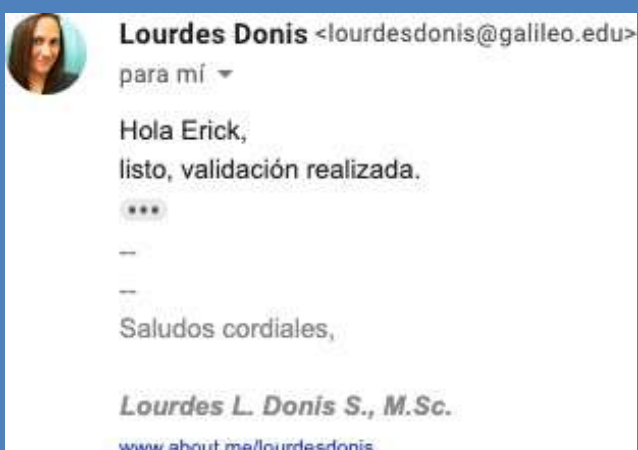 Lourdes Donis <lourdesdonis@galileo.edu>
para mí
Hola Erick,
listo, validación realizada.
--
--
Saludos cordiales,
Lourdes L. Donis S., M.Sc.
www.about.me/lourdesdonis